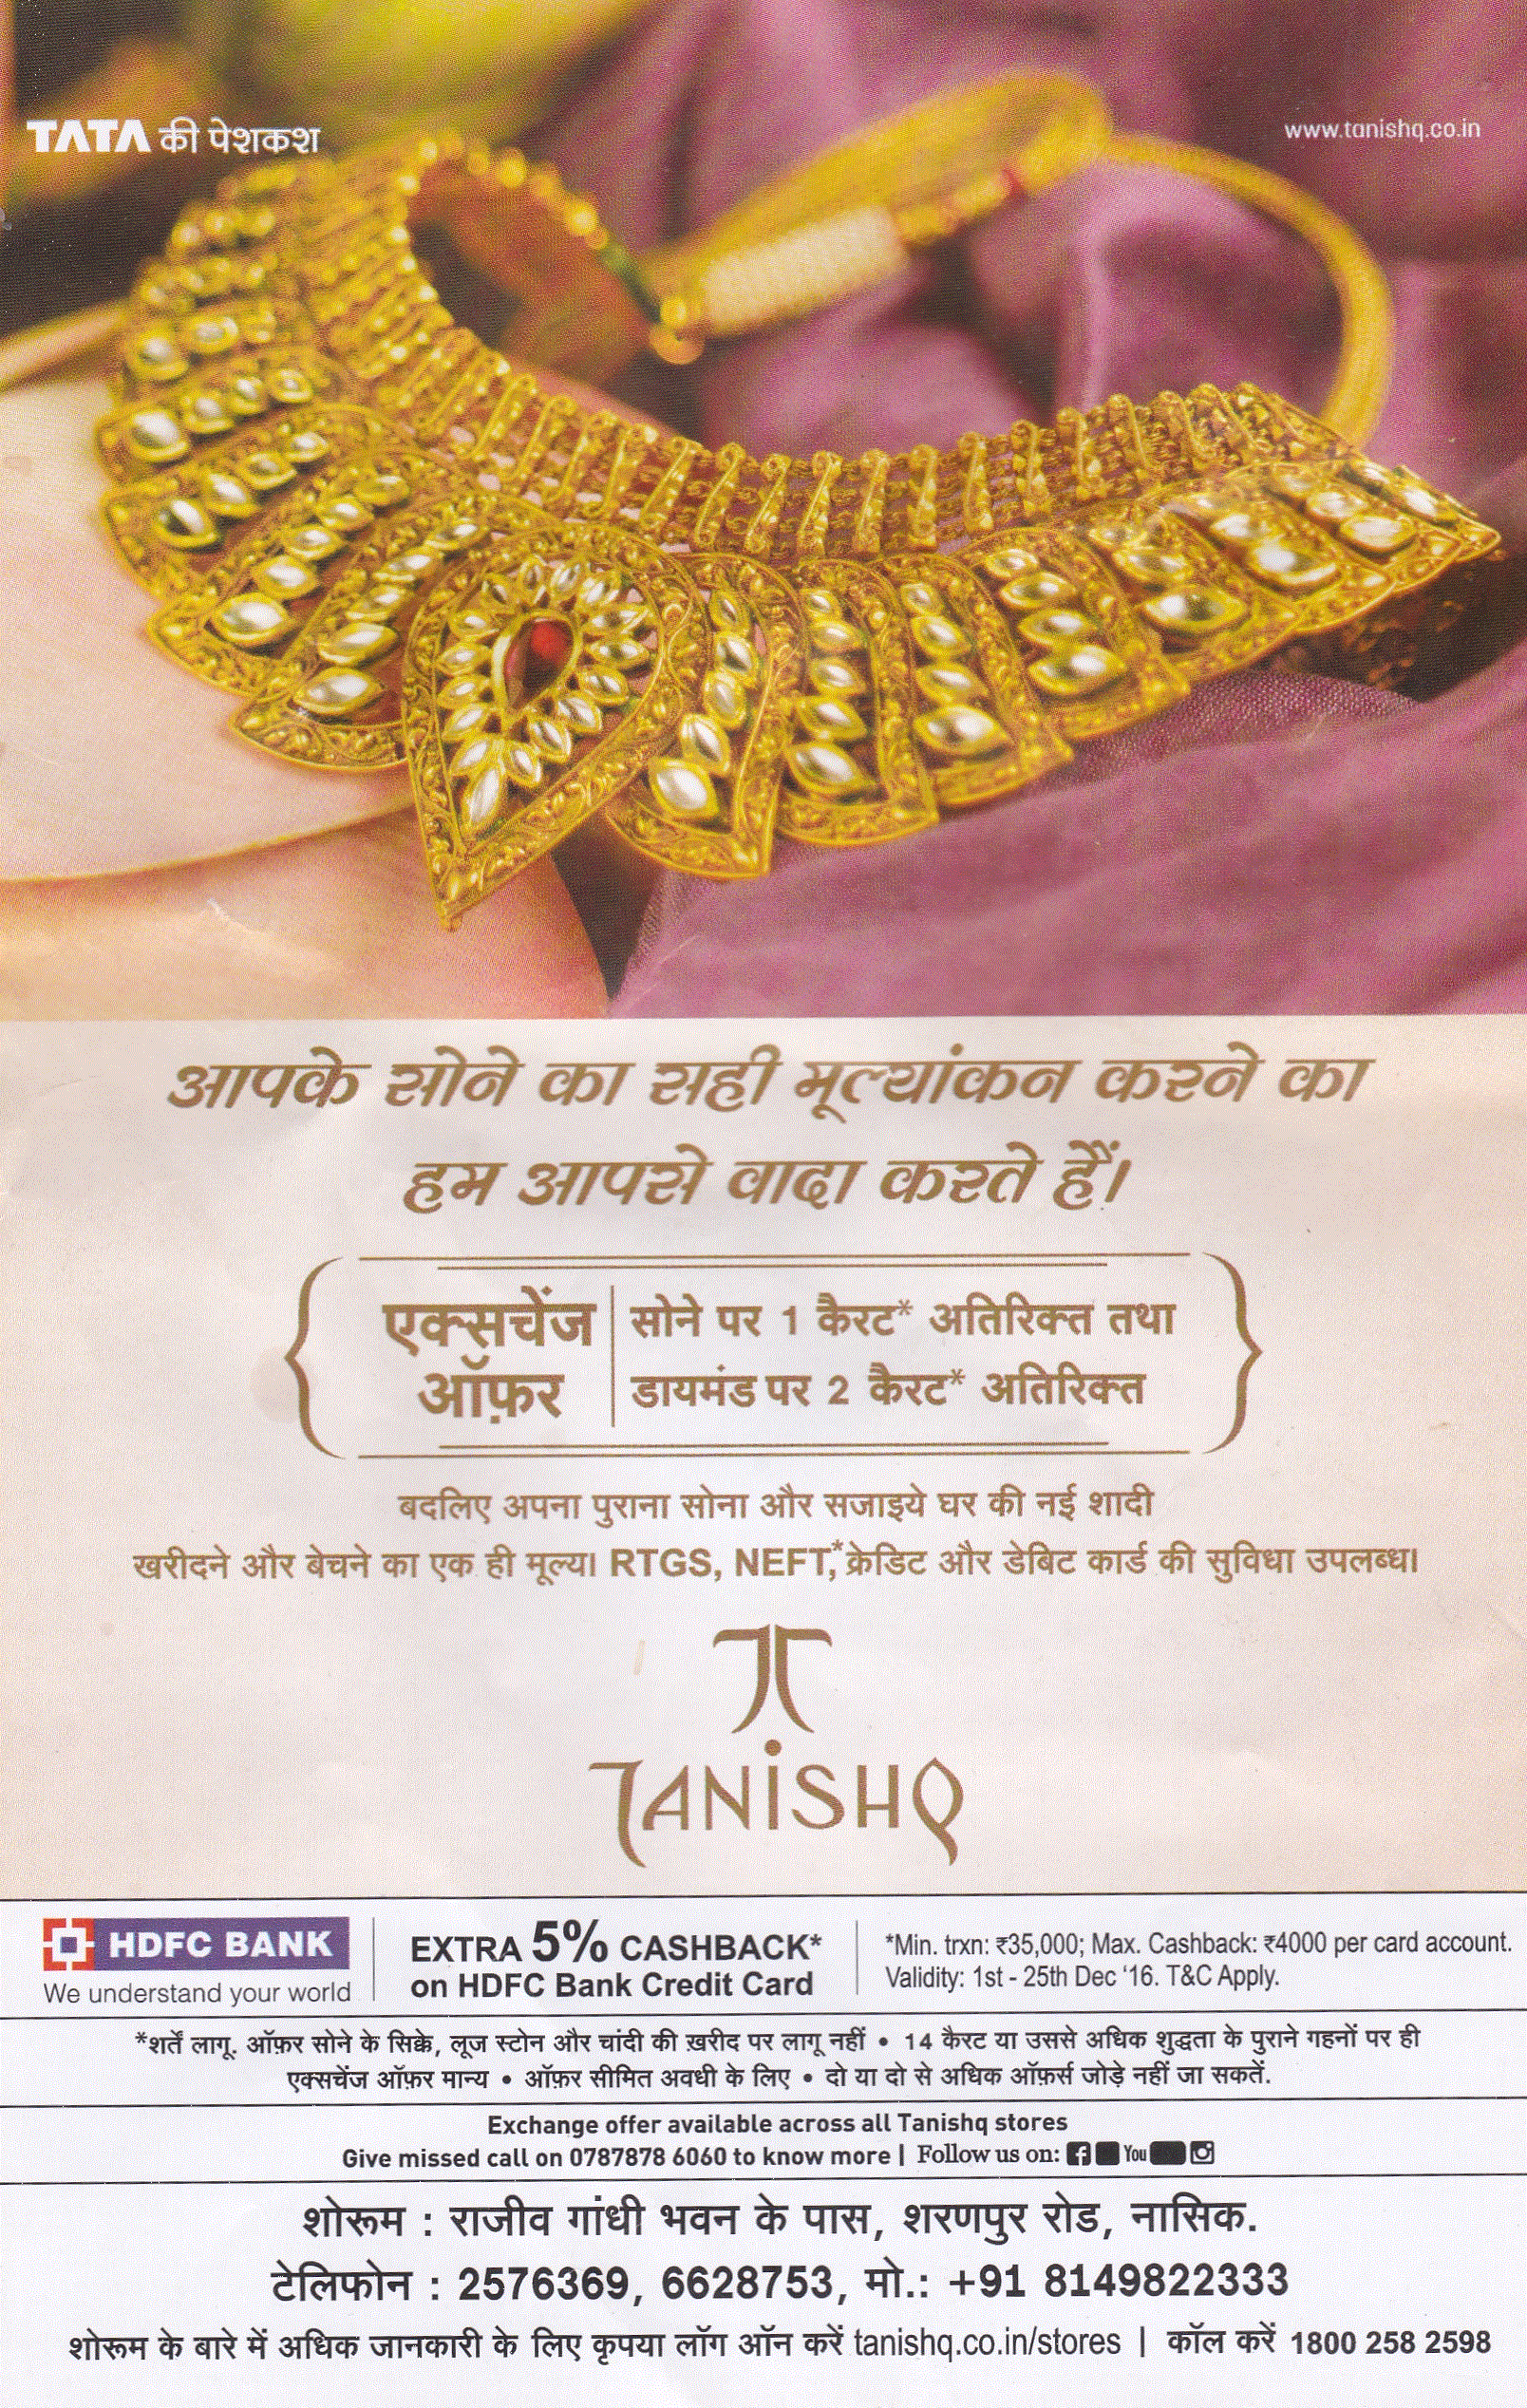 TATA की पेशकश
www.tanishq.co.in
आपके सोने का सही मूल्यांकन करने का
हम आपसे वादा करते हैं।
एक्सचेंज ऑफ़र
सोने पर 1 कैरट* अतिरिक्त तथा
डायमंड पर 2 कैरट* अतिरिक्त
बदलिए अपना पुराना सोना और सजाइये घर की नई शादी
खरीदने और बेचने का एक ही मूल्य। RTGS, NEFT,* क्रेडिट और डेबिट कार्ड की सुविधा उपलब्ध।
TANISHQ
HDFC BANK
We understand your world
EXTRA 5% CASHBACK*
on HDFC Bank Credit Card
*Min. trxn: ₹35,000; Max. Cashback: ₹4000 per card account.
Validity: 1st - 25th Dec '16. T&C Apply.
*शर्तें लागू. ऑफ़र सोने के सिक्के, लूज स्टोन और चांदी की ख़रीद पर लागू नहीं • 14 कैरट या उससे अधिक शुद्धता के पुराने गहनों पर ही
एक्सचेंज ऑफ़र मान्य • ऑफ़र सीमित अवधी के लिए • दो या दो से अधिक ऑफ़र्स जोड़े नहीं जा सकतें.
Exchange offer available across all Tanishq stores
Give missed call on 0787878 6060 to know more | Follow us on: You
शोरूम : राजीव गांधी भवन के पास, शरणपुर रोड, नासिक.
टेलिफोन : 2576369, 6628753, मो.: +91 8149822333
शोरूम के बारे में अधिक जानकारी के लिए कृपया लॉग ऑन करें tanishq.co.in/stores | कॉल करें 1800 258 2598